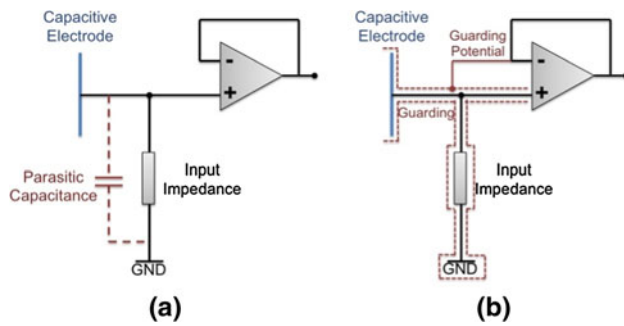 Capacitive
Electrode
-
+
Parasitic
Capacitance
Input
Impedance
GND
(a)
Capacitive
Electrode
Guarding
Potential
-
+
Guarding
Input
Impedance
GND
(b)